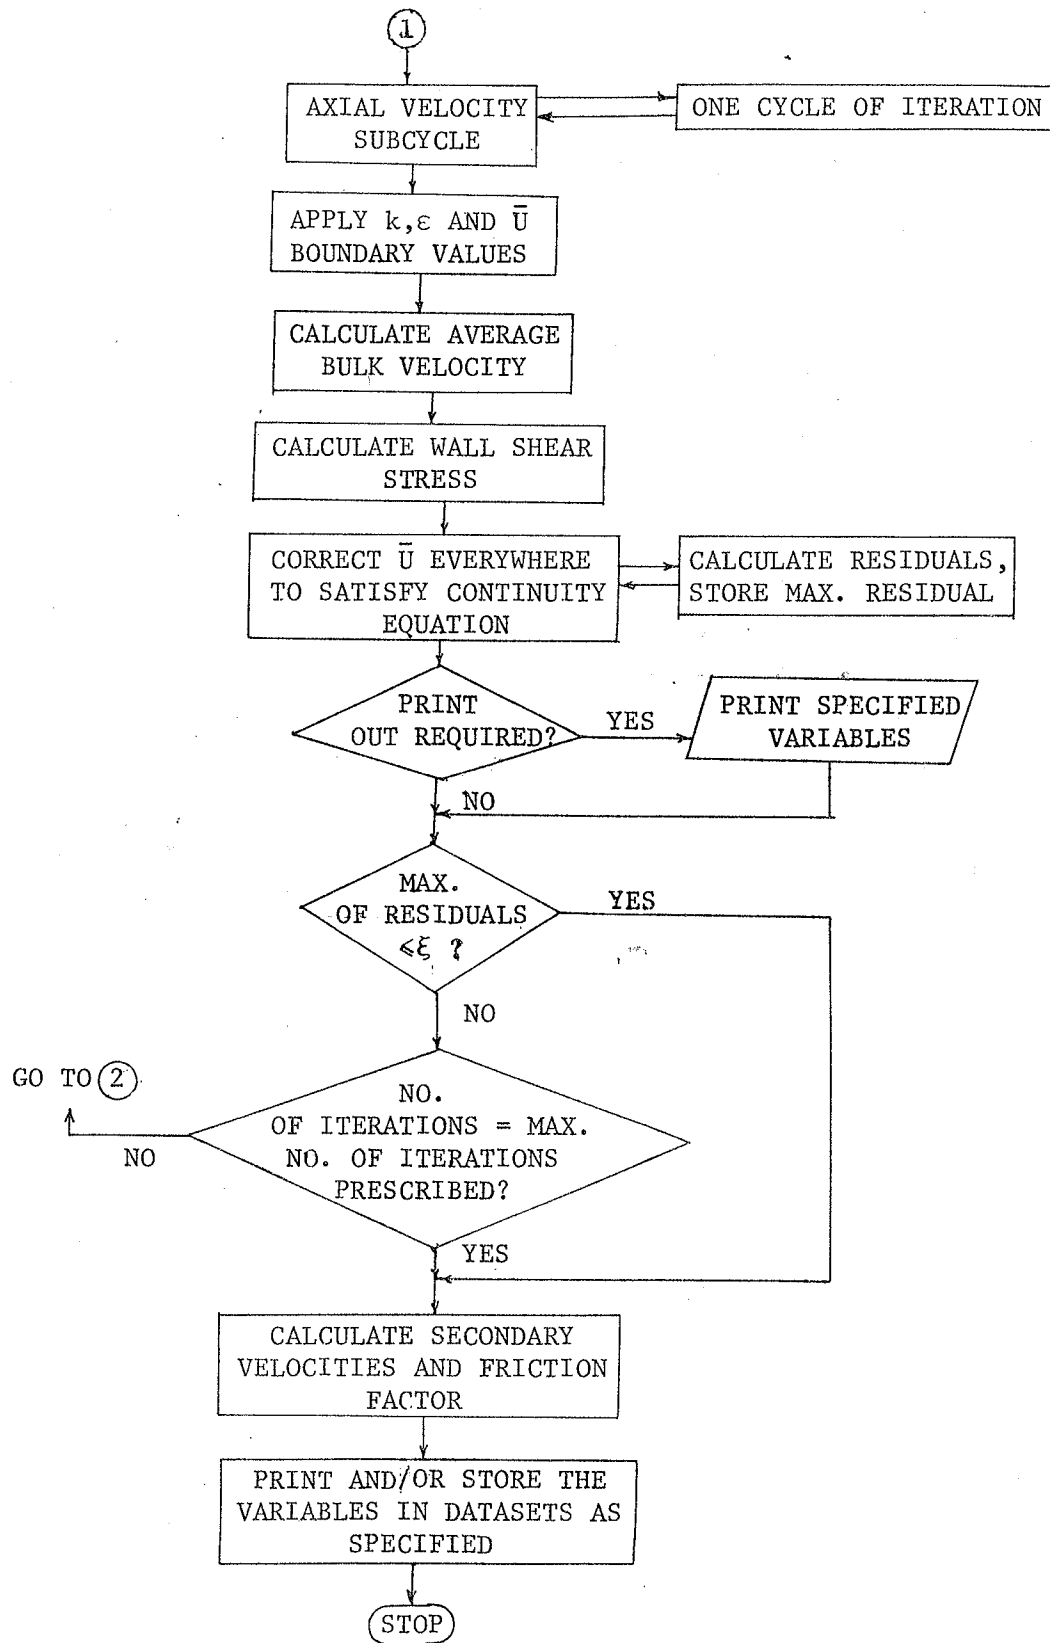 1
AXIAL VELOCITY
SUBCYCLE
ONE CYCLE OF ITERATION
APPLY k,ε AND Ū
BOUNDARY VALUES
CALCULATE AVERAGE
BULK VELOCITY
CALCULATE WALL SHEAR
STRESS
CORRECT Ū EVERYWHERE
TO SATISFY CONTINUITY
EQUATION
CALCULATE RESIDUALS,
STORE MAX. RESIDUAL
PRINT
OUT REQUIRED?
YES
PRINT SPECIFIED
VARIABLES
NO
MAX.
OF RESIDUALS
⩽ξ ?
YES
NO
GO TO 2
NO
NO.
OF ITERATIONS = MAX.
NO. OF ITERATIONS
PRESCRIBED?
YES
CALCULATE SECONDARY
VELOCITIES AND FRICTION
FACTOR
PRINT AND/OR STORE THE
VARIABLES IN DATASETS AS
SPECIFIED
STOP